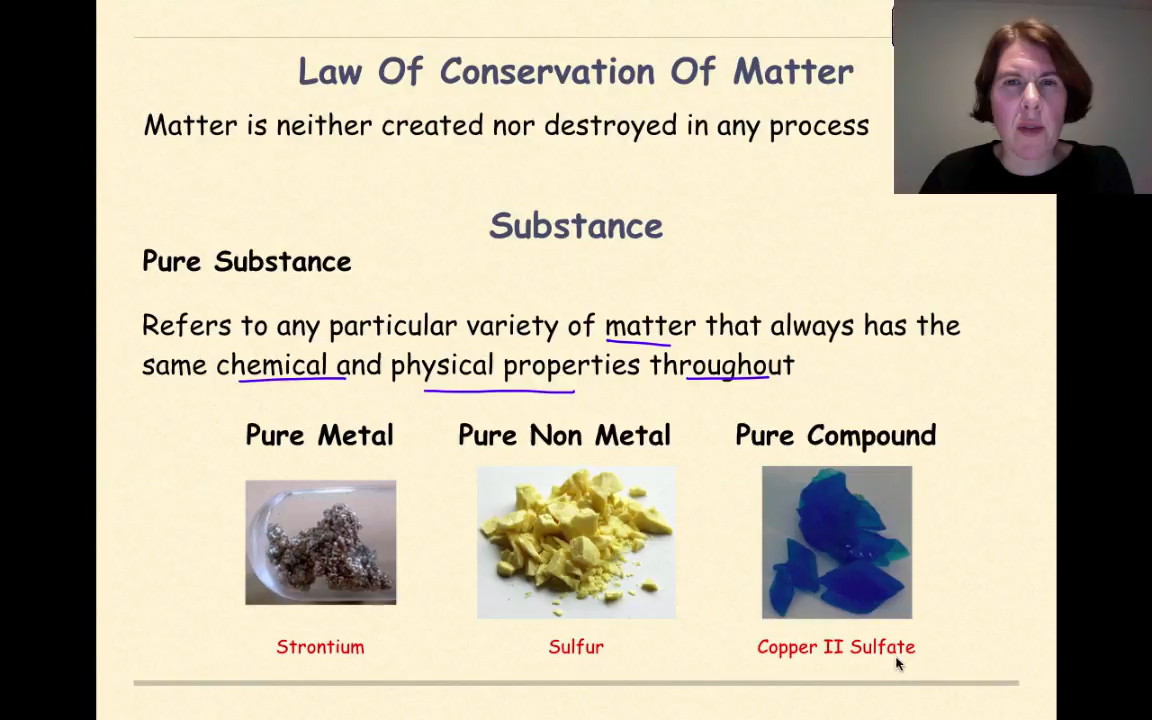 Law Of Conservation Of Matter
Matter is neither created nor destroyed in any process
Substance
Pure Substance
Refers to any particular variety of matter that always has the
same chemical and physical properties throughout
Pure Metal
Pure Non Metal
Pure Compound
Strontium
Sulfur
Copper II Sulfate